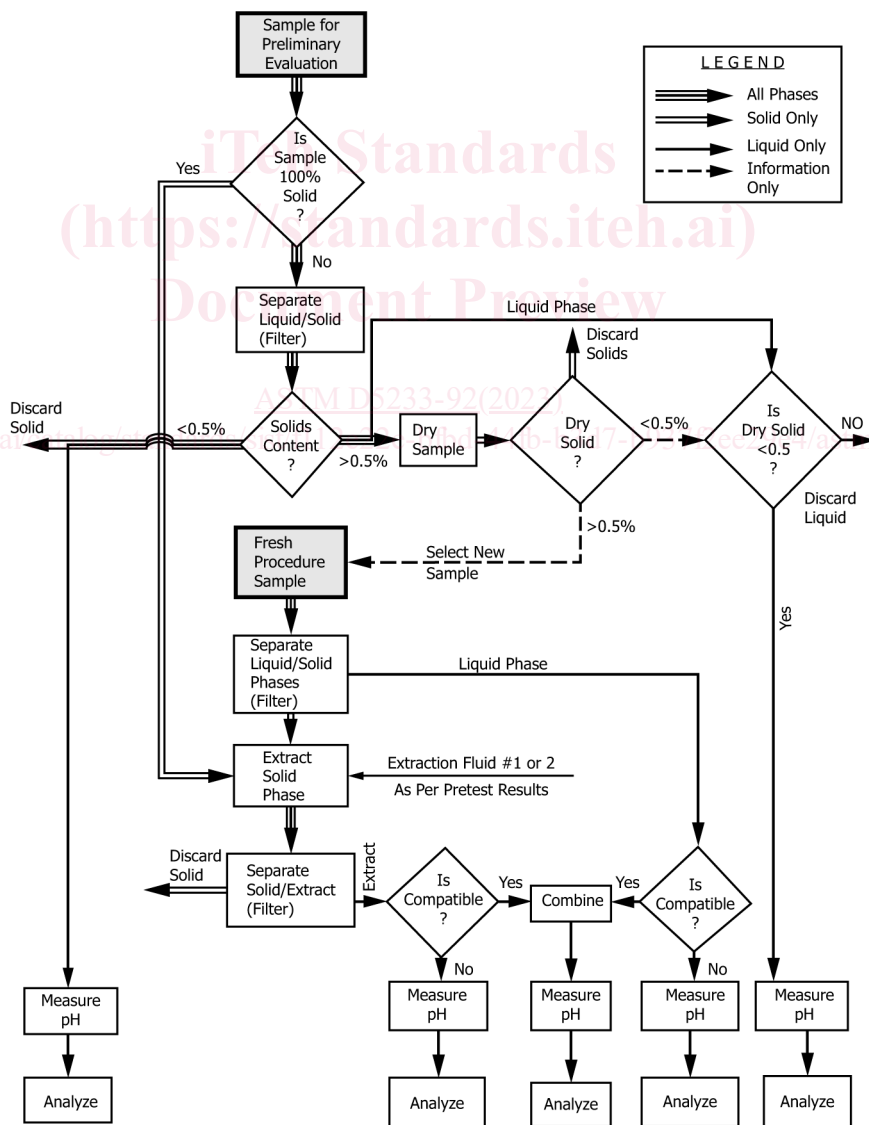 Sample for
Preliminary
Evaluation
LEGEND
All Phases
Solid Only
Liquid Only
Information
Only
iTeh Standards
(https://standards.iteh.ai)
Document Preview
ASTM D5233-92(2023)
Is
Sample
100%
Solid
?
Yes
No
Separate
Liquid/Solid
(Filter)
Liquid Phase
Discard
Solids
Discard
Solid
<0.5%
Solids
Content
?
>0.5%
Dry
Sample
Dry
Solid
?
<0.5%
Is
Dry Solid
<0.5
?
NO
Discard
Liquid
>0.5%
Fresh
Procedure
Sample
Select New
Sample
Yes
Separate
Liquid/Solid
Phases
(Filter)
Liquid Phase
Extract
Solid
Phase
Extraction Fluid #1 or 2
As Per Pretest Results
Discard
Solid
Separate
Solid/Extract
(Filter)
Extract
Is
Compatible
?
Yes
Combine
Yes
Is
Compatible
?
No
No
Measure
pH
Measure
pH
Measure
pH
Measure
pH
Measure
pH
Analyze
Analyze
Analyze
Analyze
Analyze